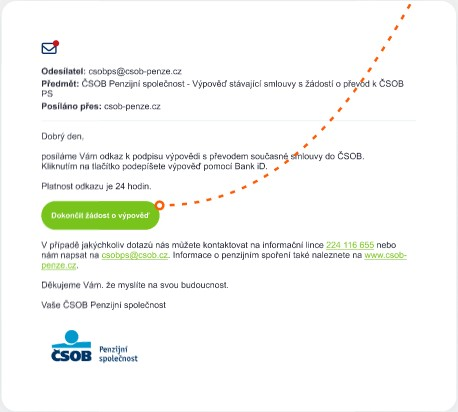 Odesílatel: csobps@csob-penze.cz
Předmět: ČSOB Penzijní společnost - Výpověď stávající smlouvy s žádostí o převod k ČSOB
PS
Posíláno přes: csob-penze.cz
Dobrý den,
posíláme Vám odkaz k podpisu výpovědi s převodem současné smlouvy do ČSOB.
Kliknutím na tlačítko podepíšete výpověď pomocí Bank iD.
Platnost odkazu je 24 hodin.
Dokončit žádost o výpověď
V případě jakýchkoliv dotazů nás můžete kontaktovat na informační lince 224 116 655 nebo
nám napsat na csobps@csob.cz. Informace o penzijním spoření také naleznete na www.csob-
penze.cz.
Děkujeme Vám, že myslíte na svou budoucnost.
Vaše ČSOB Penzijní společnost
ČSOB
Penzijní
společnost